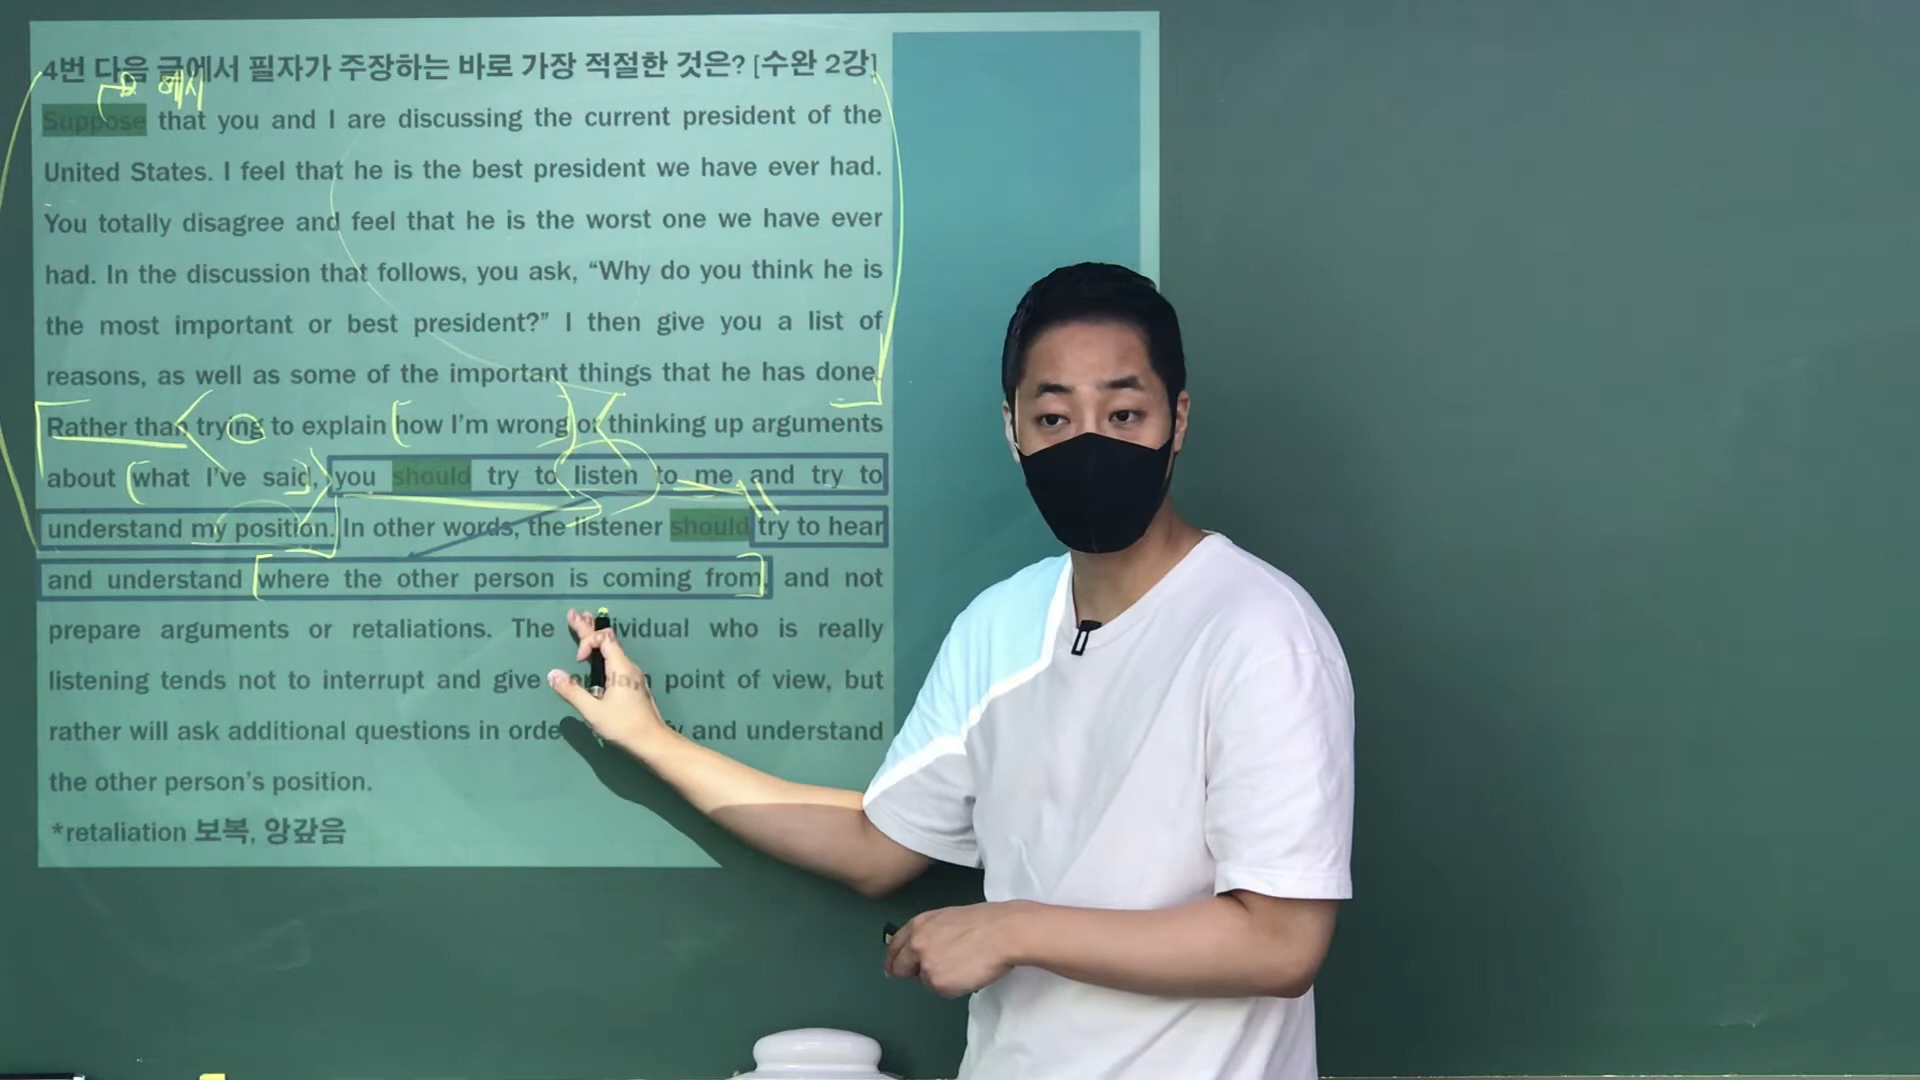 4번 다음 글에서 필자가 주장하는 바로 가장 적절한 것은? [수완 2강]
예시
Suppose that you and I are discussing the current president of the
United States. I feel that he is the best president we have ever had.
You totally disagree and feel that he is the worst one we have ever
had. In the discussion that follows, you ask, “Why do you think he is
the most important or best president?” I then give you a list of
reasons, as well as some of the important things that he has done.
Rather than trying to explain how I’m wrong or thinking up arguments
about what I’ve said, you should try to listen to me and try to
understand my position. In other words, the listener should try to hear
and understand where the other person is coming from, and not
prepare arguments or retaliations. The who is really
listening tends not to interrupt and give point of view, but
rather will ask additional questions in and understand
the other person’s position.
*retaliation 보복, 앙갚음